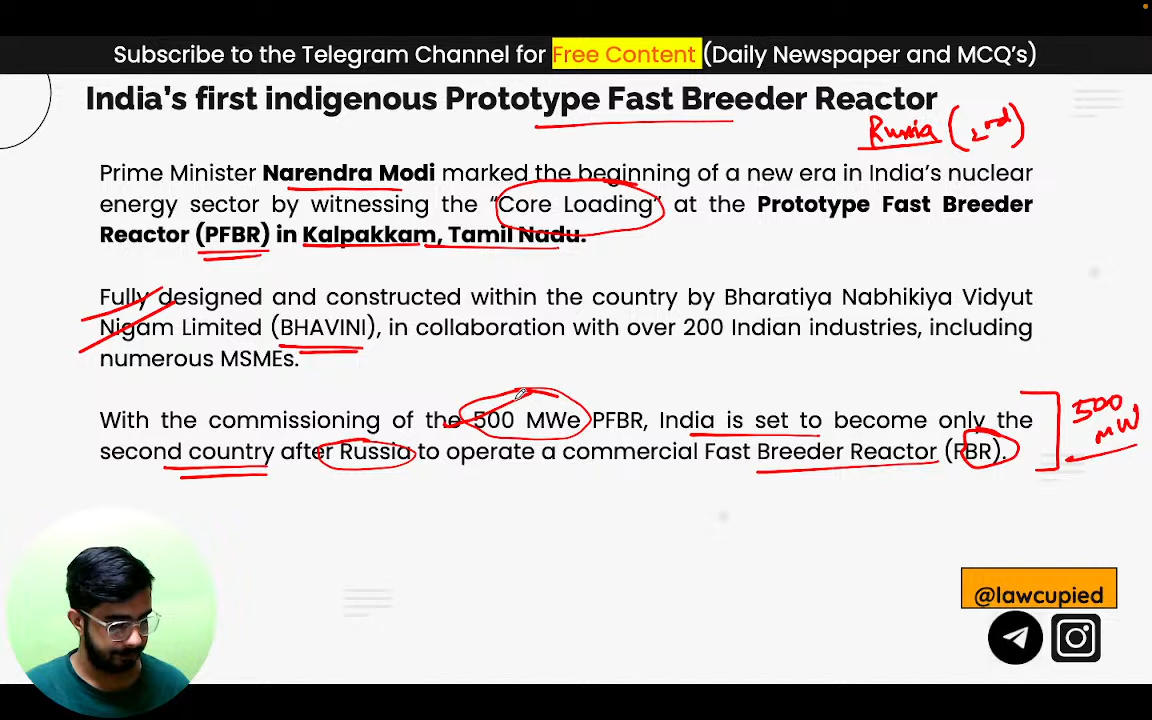 Subscribe to the Telegram Channel for Free Content (Daily Newspaper and MCQ's)
India's first indigenous Prototype Fast Breeder Reactor
Russia (2nd)
Prime Minister Narendra Modi marked the beginning of a new era in India's nuclear
energy sector by witnessing the "Core Loading" at the Prototype Fast Breeder
Reactor (PFBR) in Kalpakkam, Tamil Nadu.
Fully designed and constructed within the country by Bharatiya Nabhikiya Vidyut
Nigam Limited (BHAVINI), in collaboration with over 200 Indian industries, including
numerous MSMEs.
With the commissioning of the 500 MWe PFBR, India is set to become only the
second country after Russia to operate a commercial Fast Breeder Reactor (FBR).
500
MW
@lawcupied